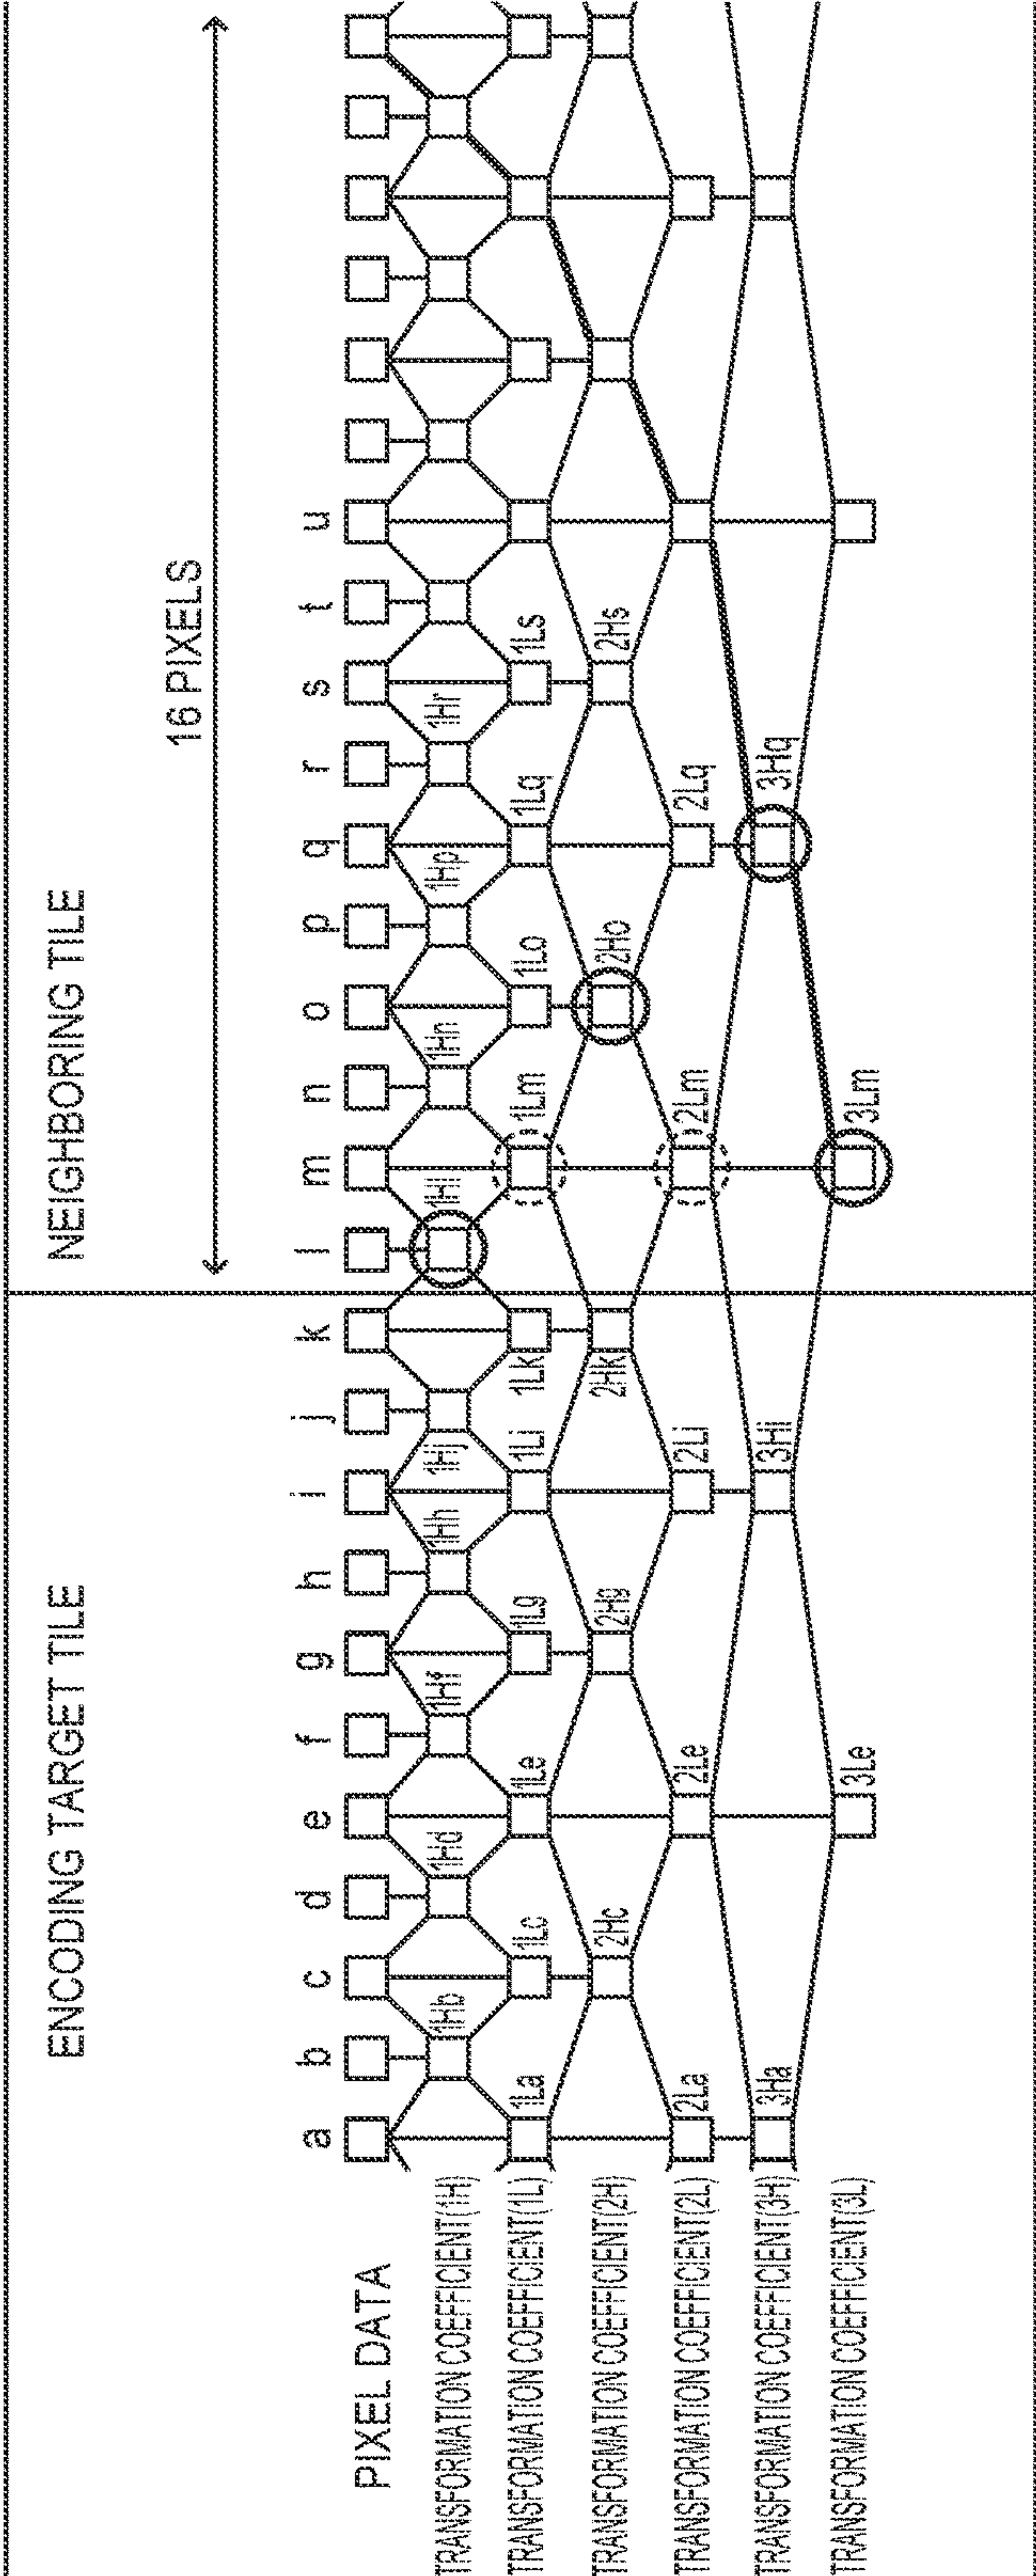 ENCODING TARGET TILE NEIGHBORING TILE
16 PIXELS
a b c d e f g h i j k l m n o p q r s t u
PIXEL DATA
TRANSFORMATION COEFFICIENT(1H) 1Hb 1Hd 1Hf 1Hh 1Hj 1Hl 1Hn 1Hp 1Hr
TRANSFORMATION COEFFICIENT(1L) 1La 1Lc 1Le 1Lg 1Li 1Lk 1Lm 1Lo 1Lq 1Ls
TRANSFORMATION COEFFICIENT(2H) 2Hc 2Hg 2Hk 2Ho 2Hs
TRANSFORMATION COEFFICIENT(2L) 2La 2Le 2Li 2Lm 2Lq
TRANSFORMATION COEFFICIENT(3H) 3Ha 3Hi 3Hq
TRANSFORMATION COEFFICIENT(3L) 3Le 3Lm